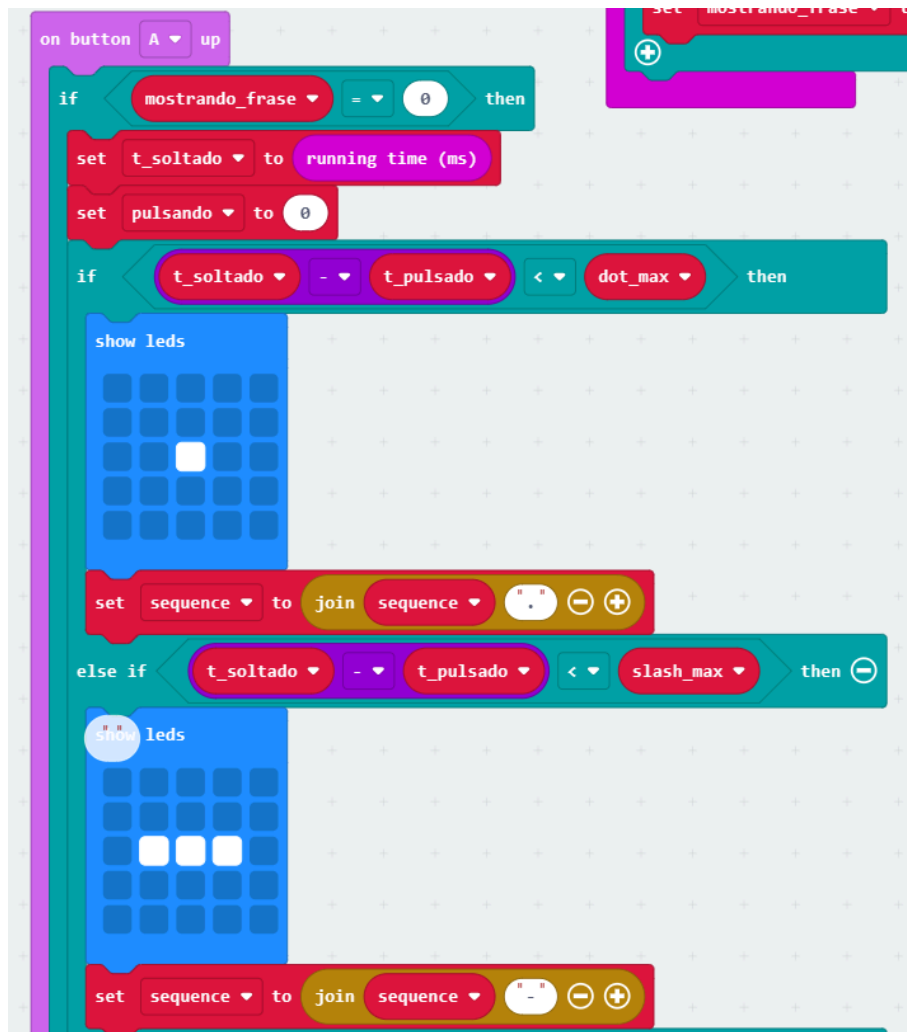 set mostrando_frase
on button A up
if mostrando_frase = 0 then
set t_soltado to running time (ms)
set pulsando to 0
if t_soltado - t_pulsado < dot_max then
show leds
set sequence to join sequence "."
else if t_soltado - t_pulsado < slash_max then
" " show leds
set sequence to join sequence "-"